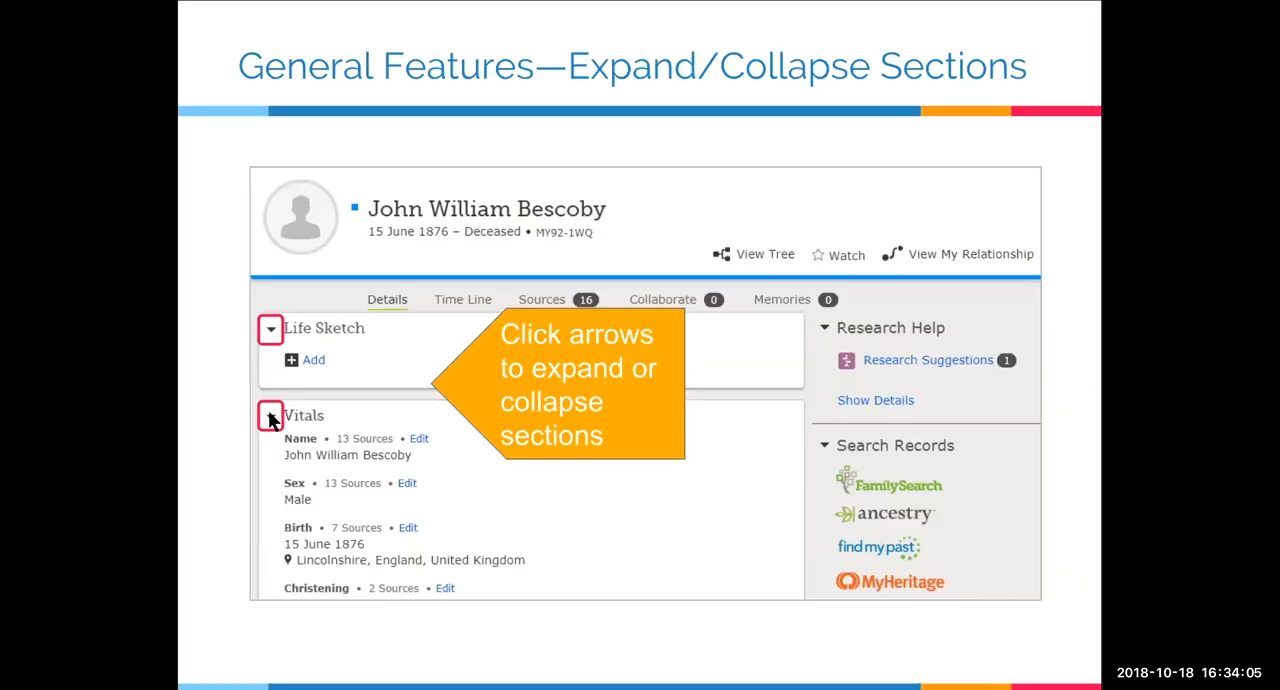 General Features—Expand/Collapse Sections
John William Bescoby
15 June 1876 – Deceased • MY92-1WQ
View Tree
Watch
View My Relationship
Details
Time Line
Sources 16
Collaborate 0
Memories 0
Life Sketch
Add
Click arrows
to expand or
collapse
sections
Vitals
Name • 13 Sources • Edit
John William Bescoby
Sex • 13 Sources • Edit
Male
Birth • 7 Sources • Edit
15 June 1876
Lincolnshire, England, United Kingdom
Christening • 2 Sources • Edit
Research Help
Research Suggestions 1
Show Details
Search Records
FamilySearch
ancestry
findmypast
MyHeritage
2018-10-18 16:34:05